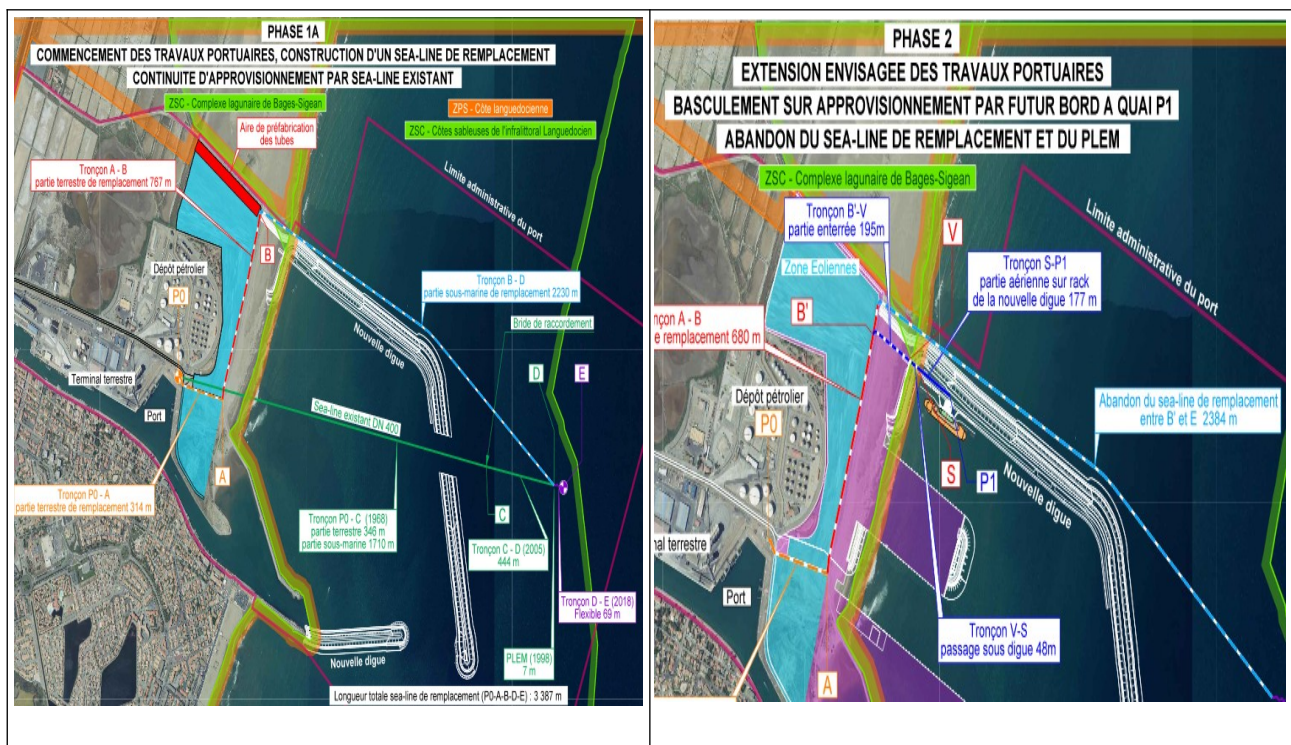 PHASE 1A
COMMENCEMENT DES TRAVAUX PORTUAIRES, CONSTRUCTION D'UN SEA-LINE DE REMPLACEMENT
CONTINUITE D'APPROVISIONNEMENT PAR SEA-LINE EXISTANT
ZSC - Complexe lagunaire de Bages-Sigean
ZPS - Côte languedocienne
ZSC - Côtes sableuses de l'infralittoral Languedocien
Aire de préfabrication
des tubes
Tronçon A - B
partie terrestre de remplacement 767 m
Limite administrative du port
B
Dépôt pétrolier
P0
Tronçon B - D
partie sous-marine de remplacement 2230 m
Bride de raccordement
Nouvelle digue
Terminal terrestre
D
E
Port
Sea-line existant DN 400
A
Tronçon P0 - A
partie terrestre de remplacement 314 m
C
Tronçon P0 - C (1968)
partie terrestre 346 m
partie sous-marine 1710 m
Tronçon C - D (2005)
444 m
Tronçon D - E (2018)
Flexible 69 m
Nouvelle digue
PLEM (1998)
7 m
Longueur totale sea-line de remplacement (P0-A-B-D-E) : 3 387 m
PHASE 2
EXTENSION ENVISAGEE DES TRAVAUX PORTUAIRES
BASCULEMENT SUR APPROVISIONNEMENT PAR FUTUR BORD A QUAI P1
ABANDON DU SEA-LINE DE REMPLACEMENT ET DU PLEM
ZSC - Complexe lagunaire de Bages-Sigean
Tronçon B'-V
partie enterrée 195m
V
Limite administrative du port
Zone Eoliennes
Tronçon S-P1
partie aérienne sur rack
de la nouvelle digue 177 m
B'
nçon A - B
e remplacement 680 m
Dépôt pétrolier
P0
Abandon du sea-line de remplacement
entre B' et E 2384 m
S
P1
Nouvelle digue
nal terrestre
Port
Tronçon V-S
passage sous digue 48m
A